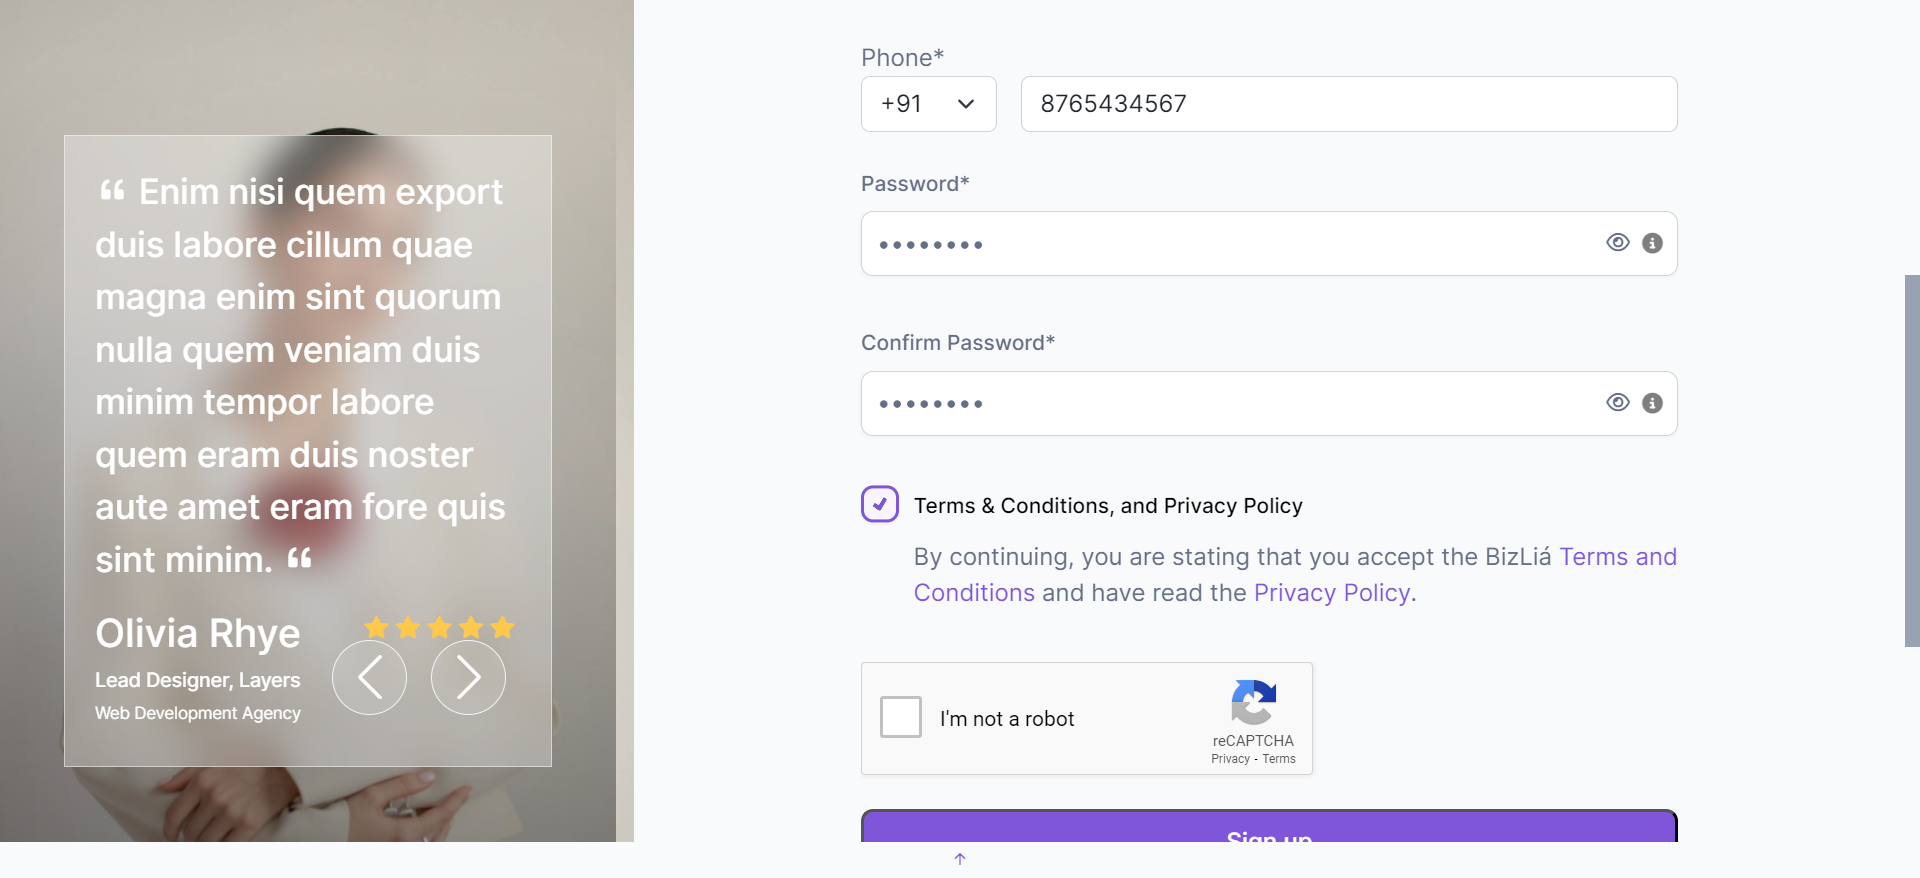 “ Enim nisi quem export
duis labore cillum quae
magna enim sint quorum
nulla quem veniam duis
minim tempor labore
quem eram duis noster
aute amet eram fore quis
sint minim. “
Olivia Rhye
Lead Designer, Layers
Web Development Agency
Phone*
+91
8765434567
Password*
••••••••
Confirm Password*
••••••••
Terms & Conditions, and Privacy Policy
By continuing, you are stating that you accept the BizLiá Terms and
Conditions and have read the Privacy Policy.
I'm not a robot
reCAPTCHA
Privacy - Terms
Sign up